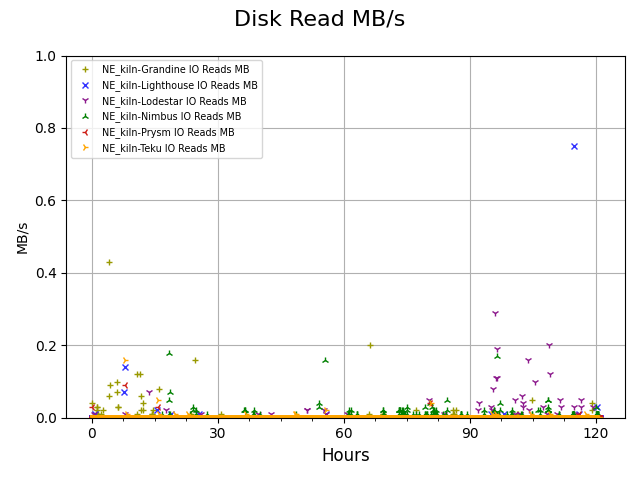 Disk Read MB/s
1.0
0.8
0.6
0.4
0.2
0.0
MB/s
NE_kiln-Grandine IO Reads MB
NE_kiln-Lighthouse IO Reads MB
NE_kiln-Lodestar IO Reads MB
NE_kiln-Nimbus IO Reads MB
NE_kiln-Prysm IO Reads MB
NE_kiln-Teku IO Reads MB
0 30 60 90 120
Hours